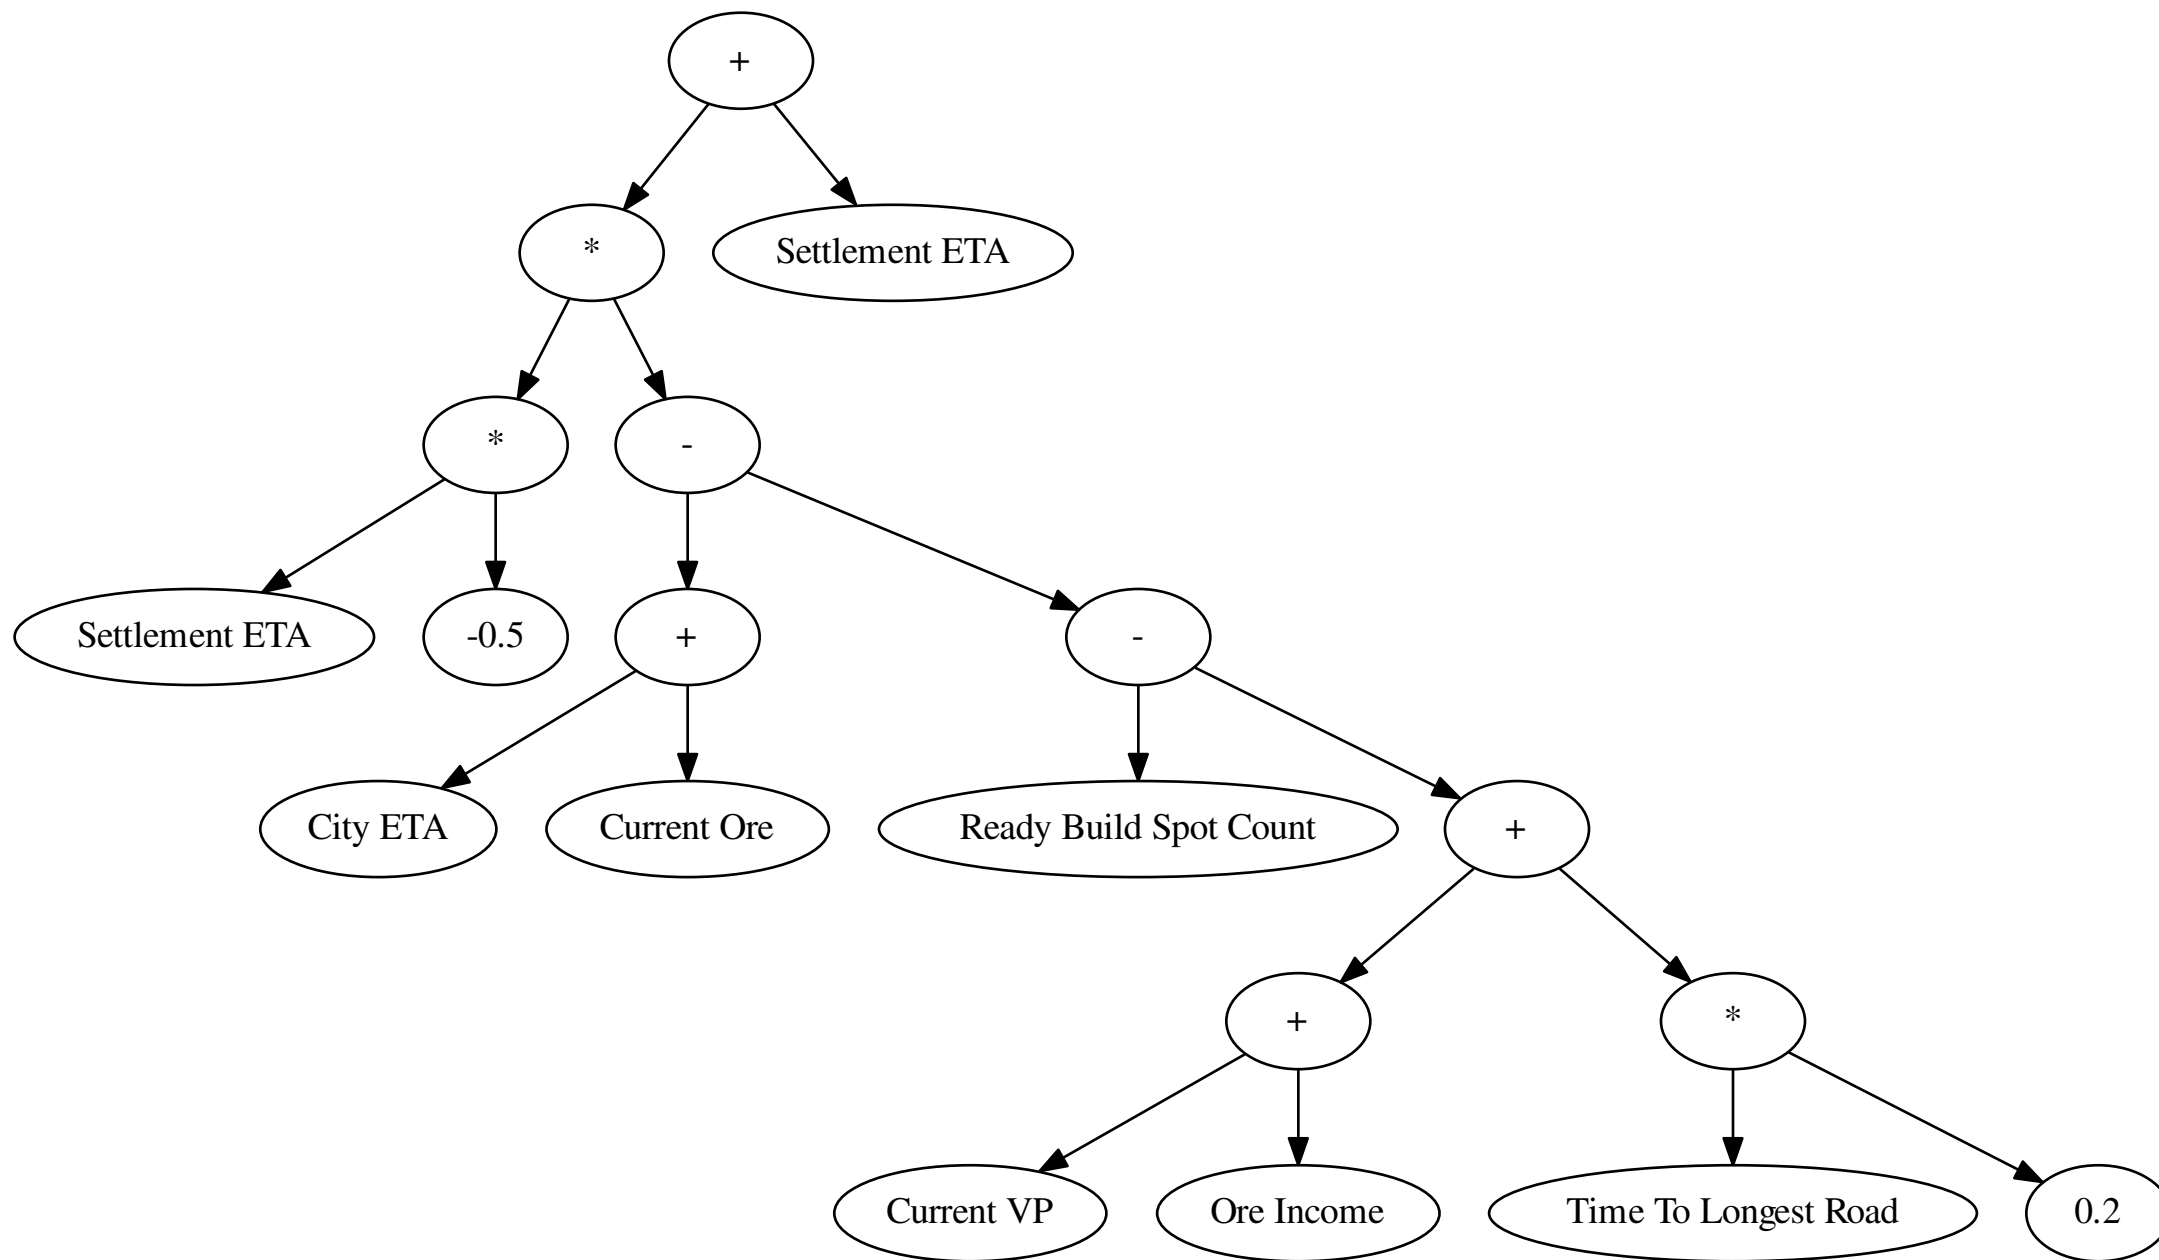 +
*
Settlement ETA
*
-
Settlement ETA
-0.5
+
-
City ETA
Current Ore
Ready Build Spot Count
+
+
*
Current VP
Ore Income
Time To Longest Road
0.2